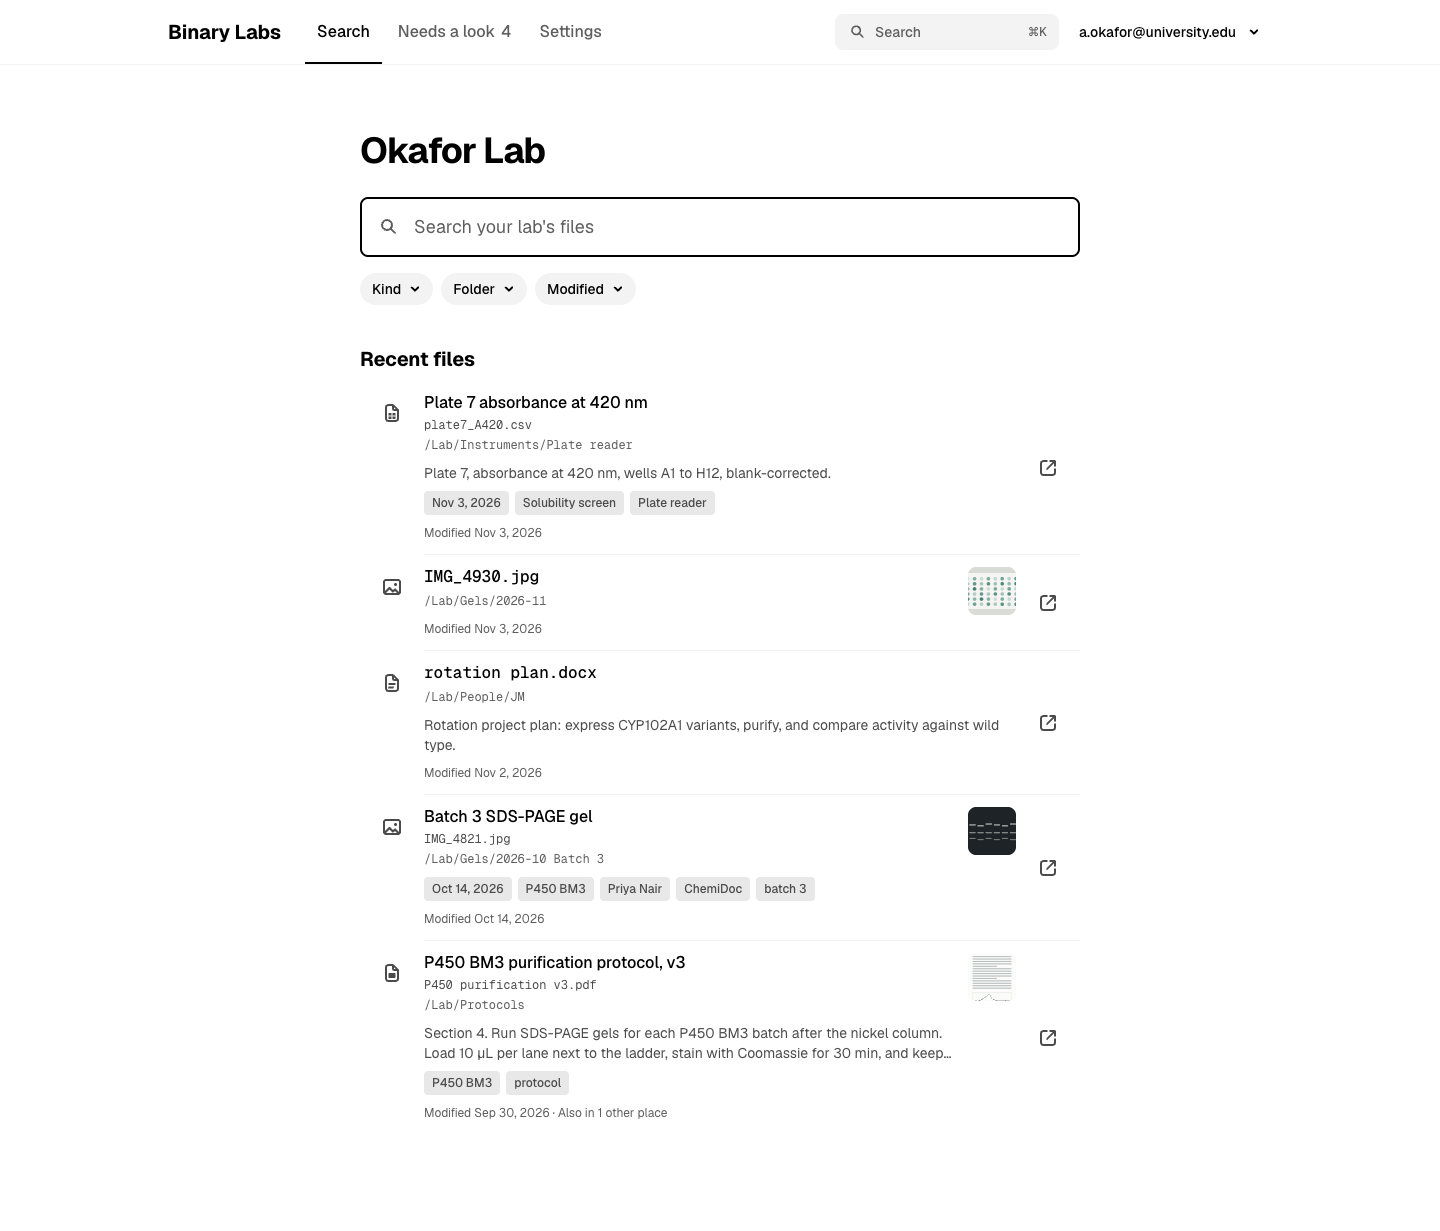 Binary Labs
Search
Needs a look 4
Settings
Search
⌘K
a.okafor@university.edu
Okafor Lab
Search your lab's files
Kind
Folder
Modified
Recent files
Plate 7 absorbance at 420 nm
plate7_A420.csv
/Lab/Instruments/Plate reader
Plate 7, absorbance at 420 nm, wells A1 to H12, blank-corrected.
Nov 3, 2026
Solubility screen
Plate reader
Modified Nov 3, 2026
IMG_4930.jpg
/Lab/Gels/2026-11
Modified Nov 3, 2026
rotation plan.docx
/Lab/People/JM
Rotation project plan: express CYP102A1 variants, purify, and compare activity against wild
type.
Modified Nov 2, 2026
Batch 3 SDS-PAGE gel
IMG_4821.jpg
/Lab/Gels/2026-10 Batch 3
Oct 14, 2026
P450 BM3
Priya Nair
ChemiDoc
batch 3
Modified Oct 14, 2026
P450 BM3 purification protocol, v3
P450 purification v3.pdf
/Lab/Protocols
Section 4. Run SDS-PAGE gels for each P450 BM3 batch after the nickel column.
Load 10 µL per lane next to the ladder, stain with Coomassie for 30 min, and keep…
P450 BM3
protocol
Modified Sep 30, 2026 · Also in 1 other place